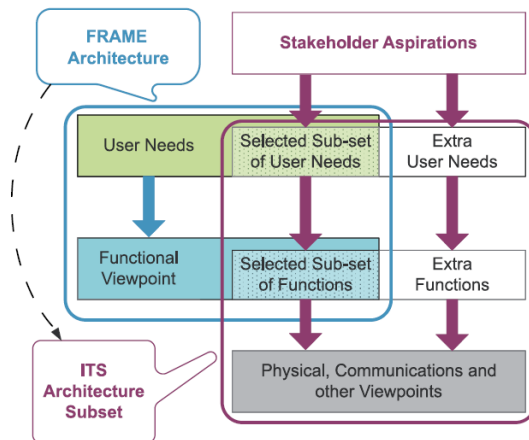 FRAME
Architecture
Stakeholder Aspirations
User Needs
Selected Sub-set
of User Needs
Extra
User Needs
Functional
Viewpoint
Selected Sub-set
of Functions
Extra
Functions
ITS
Architecture
Subset
Physical, Communications and
other Viewpoints